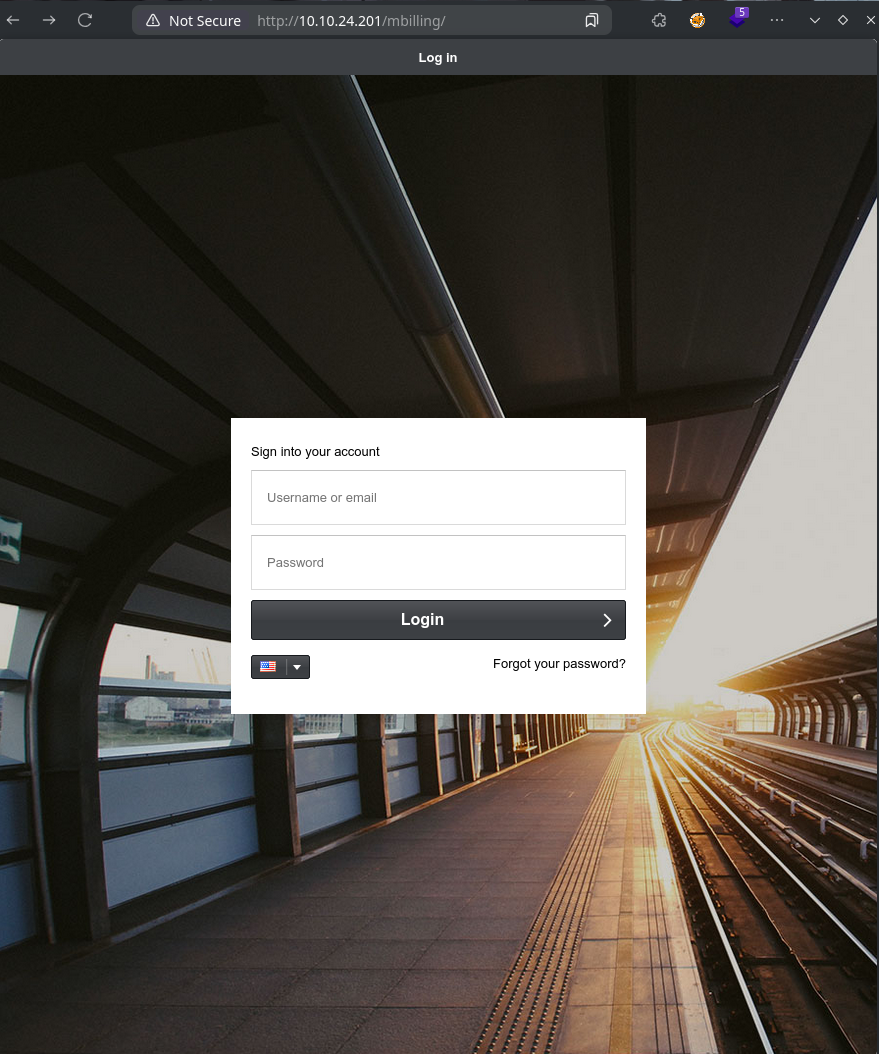 Not Secure http://10.10.24.201/mbilling/
5
Log in
Sign into your account
Username or email
Password
Login
Forgot your password?